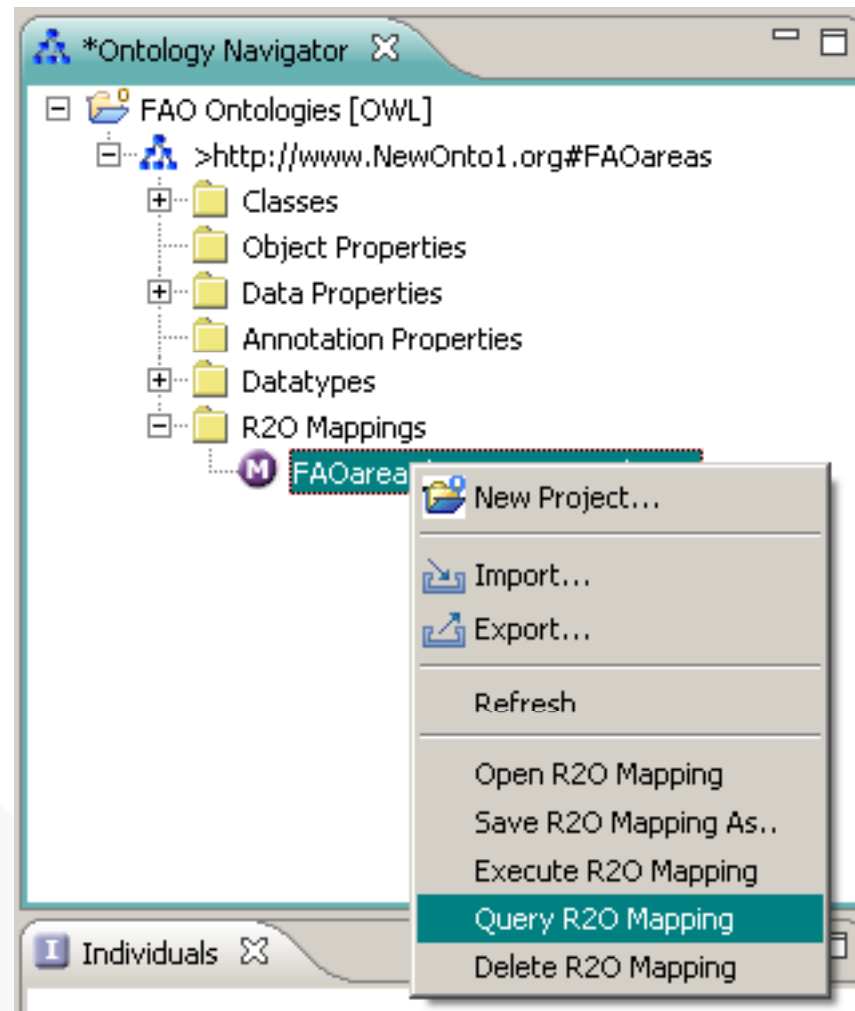 *Ontology Navigator
FAO Ontologies [OWL]
>http://www.NewOnto1.org#FAOareas
Classes
Object Properties
Data Properties
Annotation Properties
Datatypes
R2O Mappings
M FAOarea
New Project...
Import...
Export...
Refresh
Open R2O Mapping
Save R2O Mapping As..
Execute R2O Mapping
Query R2O Mapping
Delete R2O Mapping
I Individuals